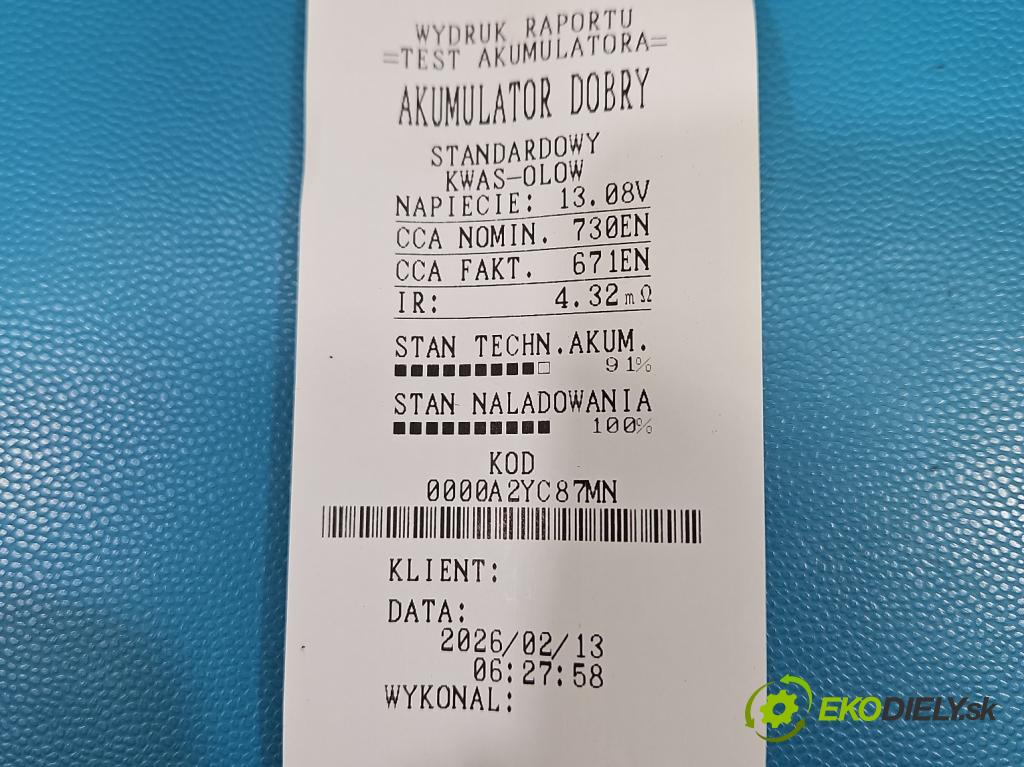 WYDRUK RAPORTU
=TEST AKUMULATORA=
AKUMULATOR DOBRY
STANDARDOWY
KWAS-OLOW
NAPIECIE: 13.08V
CCA NOMIN. 730EN
CCA FAKT. 671EN
IR: 4.32mΩ
STAN TECHN.AKUM.
91%
STAN NALADOWANIA
100%
KOD
0000A2YC87MN
KLIENT:
DATA:
2026/02/13
06:27:58
WYKONAL:
EKODIELY.sk